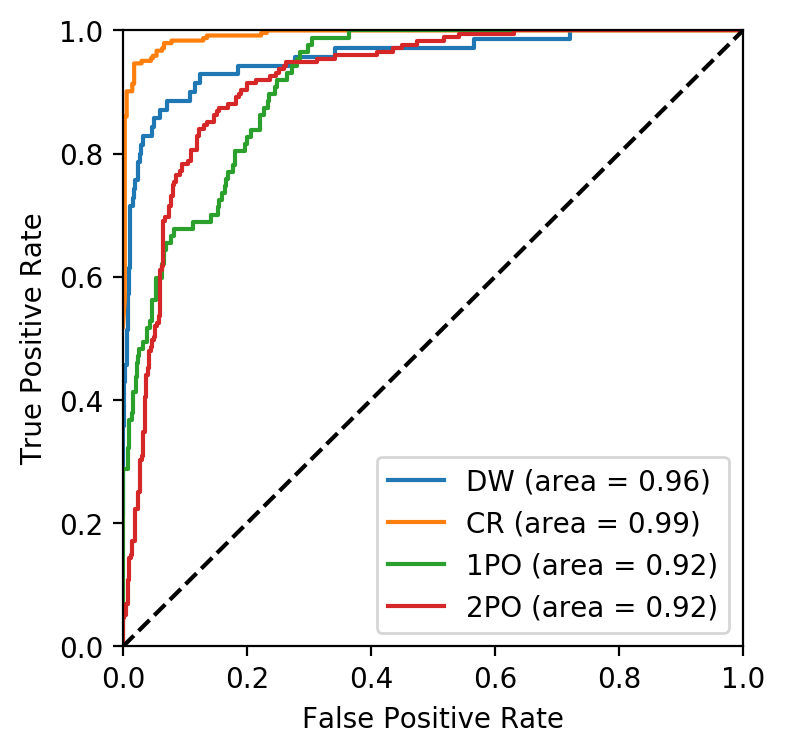 1.0
0.8
0.6
0.4
0.2
0.0
True Positive Rate
DW (area = 0.96)
CR (area = 0.99)
1PO (area = 0.92)
2PO (area = 0.92)
0.0 0.2 0.4 0.6 0.8 1.0
False Positive Rate